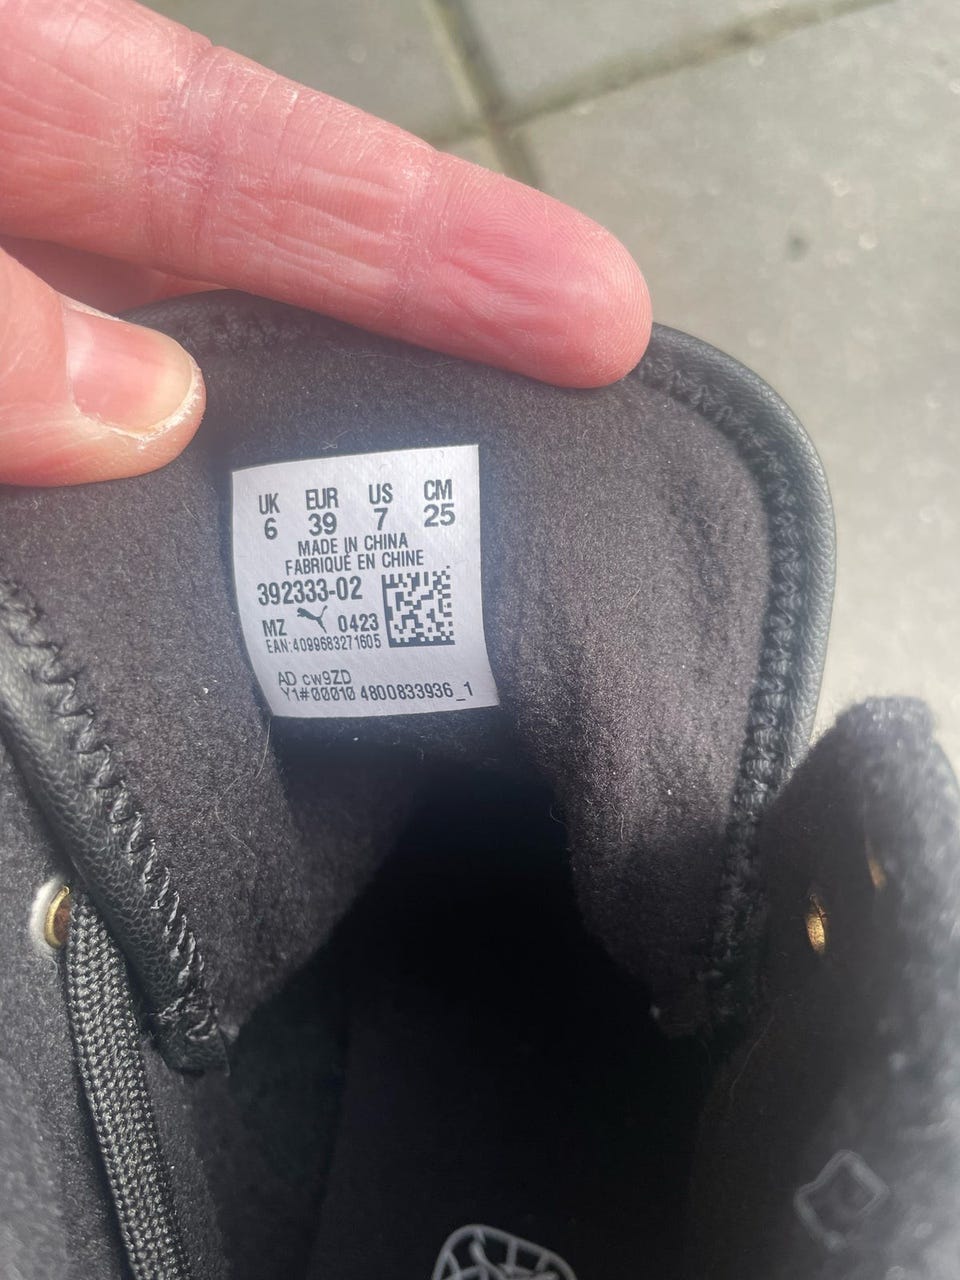 UK EUR US CM
6 39 7 25
MADE IN CHINA
FABRIQUÉ EN CHINE
392333-02
MZ 0423
EAN:4099683271605
AD cw9ZD
Y1#00010 4800833936_1